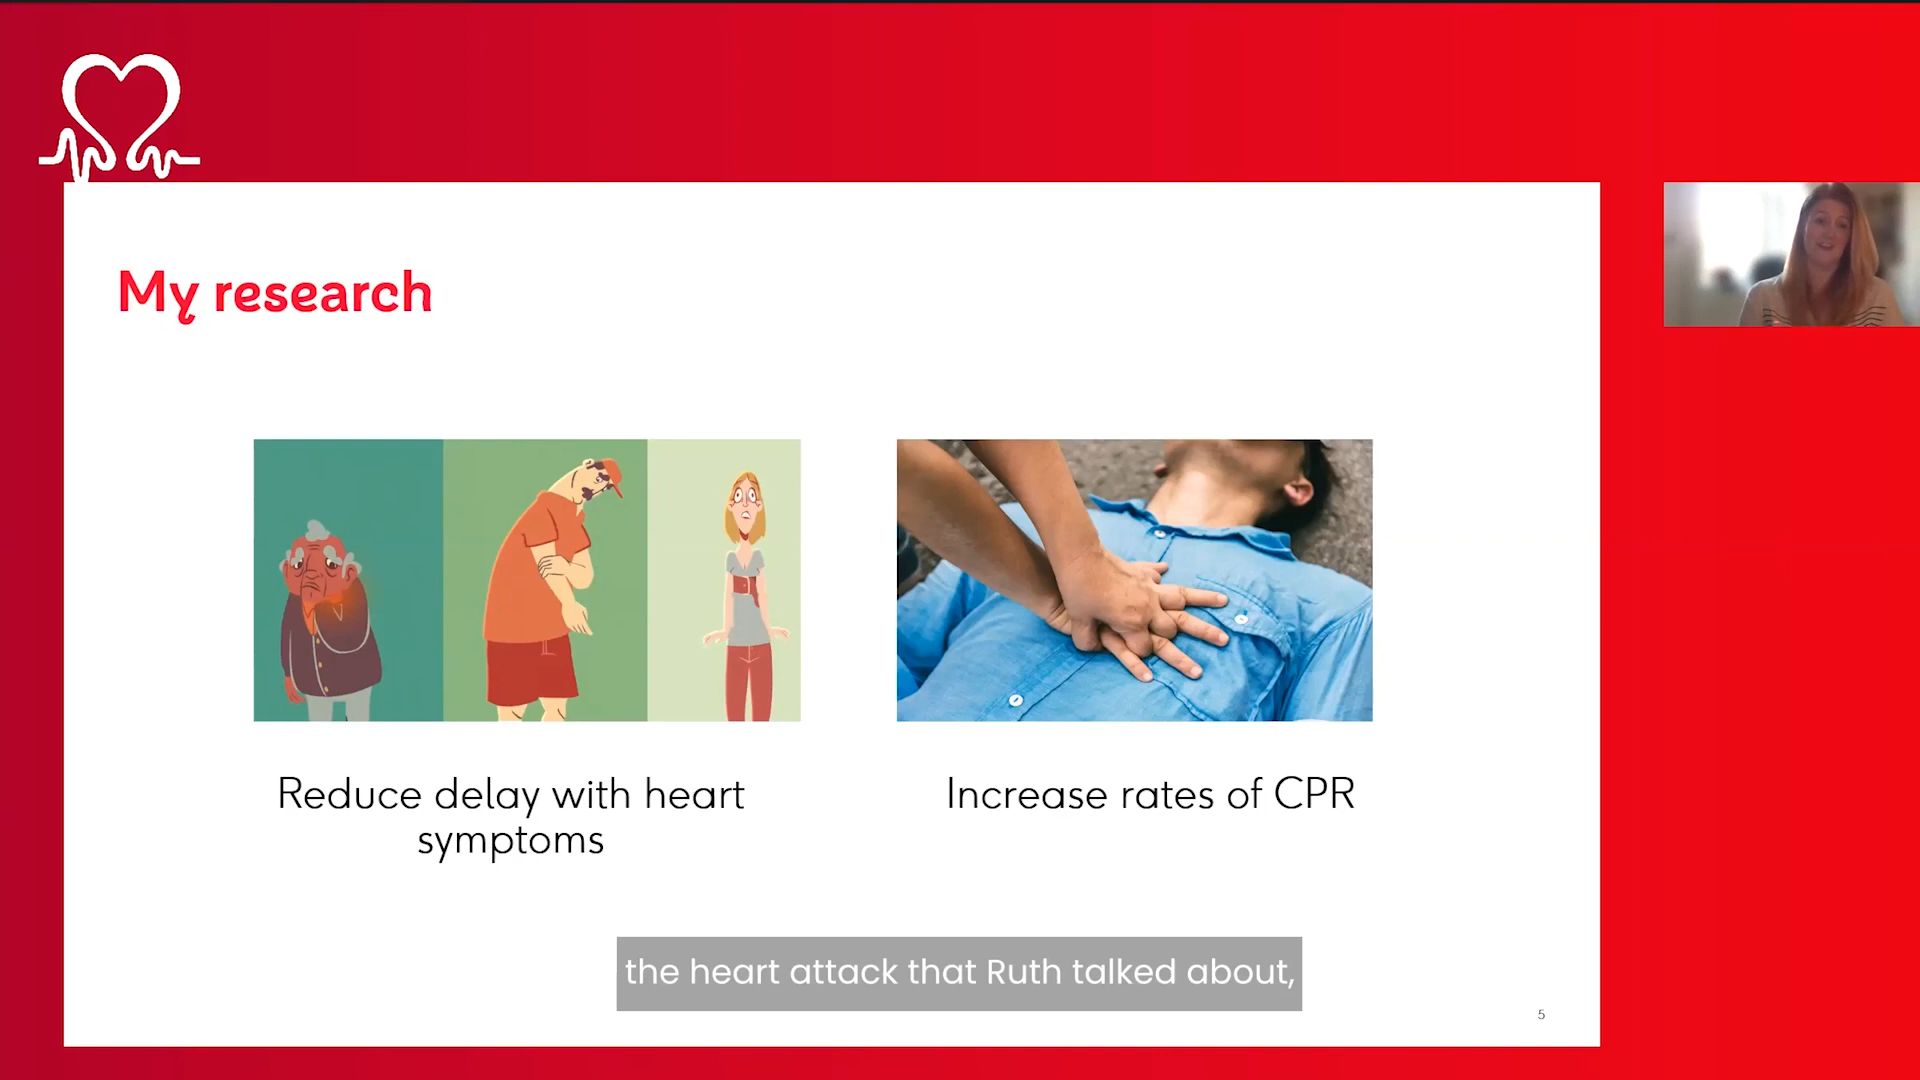 My research
Reduce delay with heart
symptoms
Increase rates of CPR
the heart attack that Ruth talked about,
5